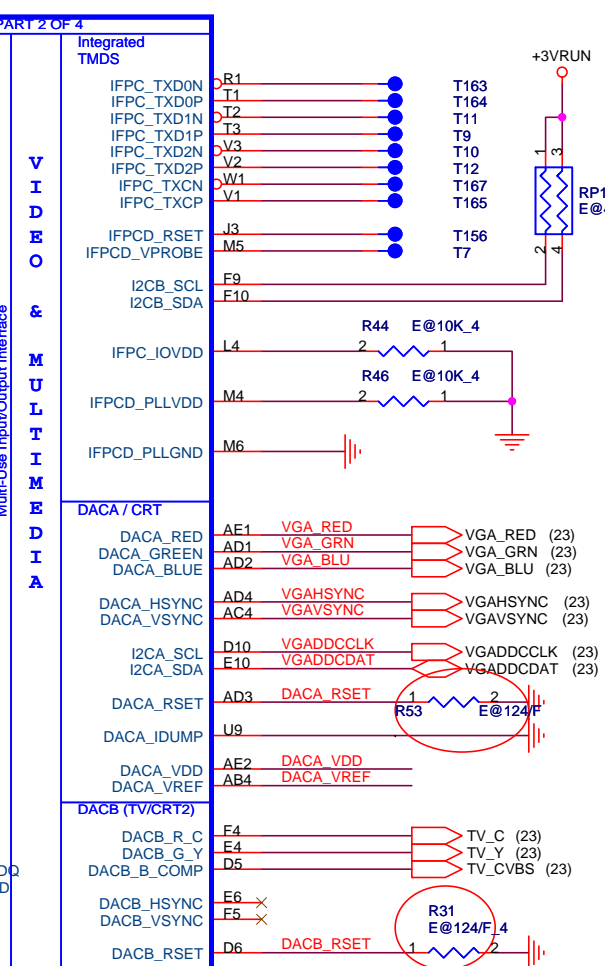 PART 2 OF 4
Integrated
TMDS
+3VRUN
IFPC_TXD0N R1 T163
IFPC_TXD0P T1 T164
IFPC_TXD1N T2 T11
IFPC_TXD1P T3 T9
IFPC_TXD2N V3 T10
IFPC_TXD2P V2 T12
IFPC_TXCN W1 T167
IFPC_TXCP V1 T165
1 3
RP1
E@4
2 4
IFPCD_RSET J3 T156
IFPCD_VPROBE M5 T7
I2CB_SCL F9
I2CB_SDA F10
R44 E@10K_4
IFPC_IOVDD L4 2 1
R46 E@10K_4
IFPCD_PLLVDD M4 2 1
IFPCD_PLLGND M6
VIDEO & MULTIMEDIA
Multi-Use Input/Output Interface
DACA / CRT
DACA_RED AE1 VGA_RED VGA_RED (23)
DACA_GREEN AD1 VGA_GRN VGA_GRN (23)
DACA_BLUE AD2 VGA_BLU VGA_BLU (23)
DACA_HSYNC AD4 VGAHSYNC VGAHSYNC (23)
DACA_VSYNC AC4 VGAVSYNC VGAVSYNC (23)
I2CA_SCL D10 VGADDCCLK VGADDCCLK (23)
I2CA_SDA E10 VGADDCDAT VGADDCDAT (23)
DACA_RSET AD3 DACA_RSET 1 2
R53 E@124/F
DACA_IDUMP U9
DACA_VDD AE2 DACA_VDD
DACA_VREF AB4 DACA_VREF
DACB (TV/CRT2)
DACB_R_C F4 TV_C (23)
DACB_G_Y E4 TV_Y (23)
DACB_B_COMP D5 TV_CVBS (23)
DQ
D
DACB_HSYNC E6
DACB_VSYNC F5
R31
E@124/F_4
DACB_RSET D6 DACB_RSET 1 2